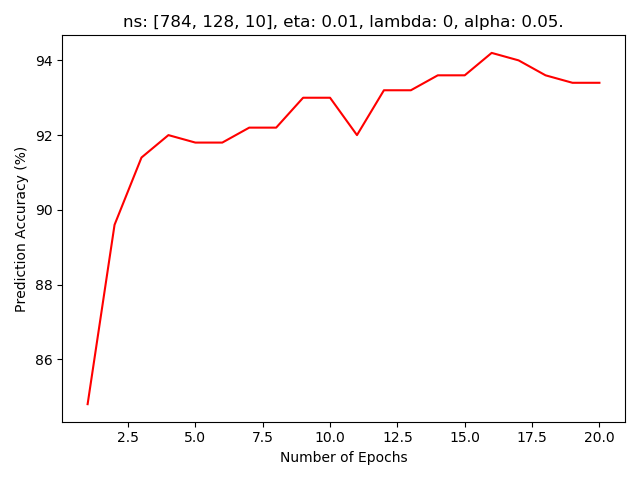 ns: [784, 128, 10], eta: 0.01, lambda: 0, alpha: 0.05.
94
92
90
88
86
Prediction Accuracy (%)
2.5 5.0 7.5 10.0 12.5 15.0 17.5 20.0
Number of Epochs